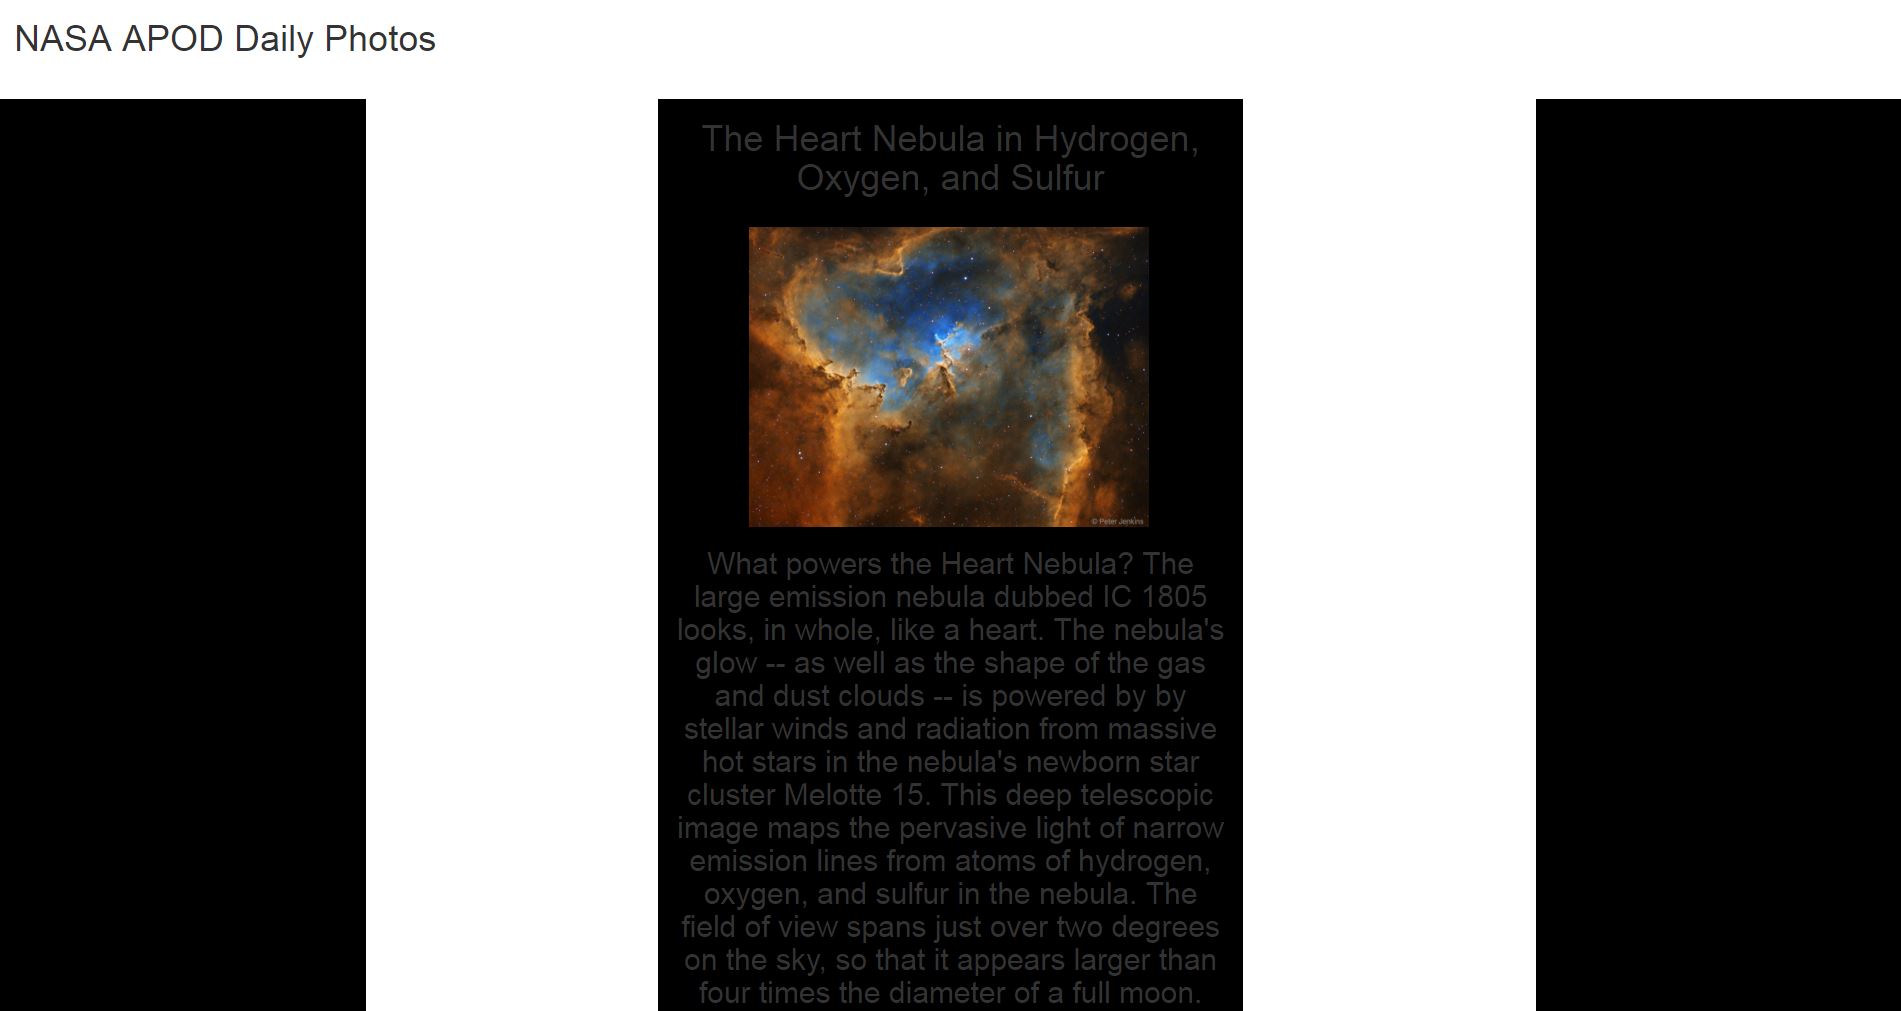 NASA APOD Daily Photos
The Heart Nebula in Hydrogen,
Oxygen, and Sulfur
© Peter Jenkins
What powers the Heart Nebula? The
large emission nebula dubbed IC 1805
looks, in whole, like a heart. The nebula's
glow -- as well as the shape of the gas
and dust clouds -- is powered by by
stellar winds and radiation from massive
hot stars in the nebula's newborn star
cluster Melotte 15. This deep telescopic
image maps the pervasive light of narrow
emission lines from atoms of hydrogen,
oxygen, and sulfur in the nebula. The
field of view spans just over two degrees
on the sky, so that it appears larger than
four times the diameter of a full moon.